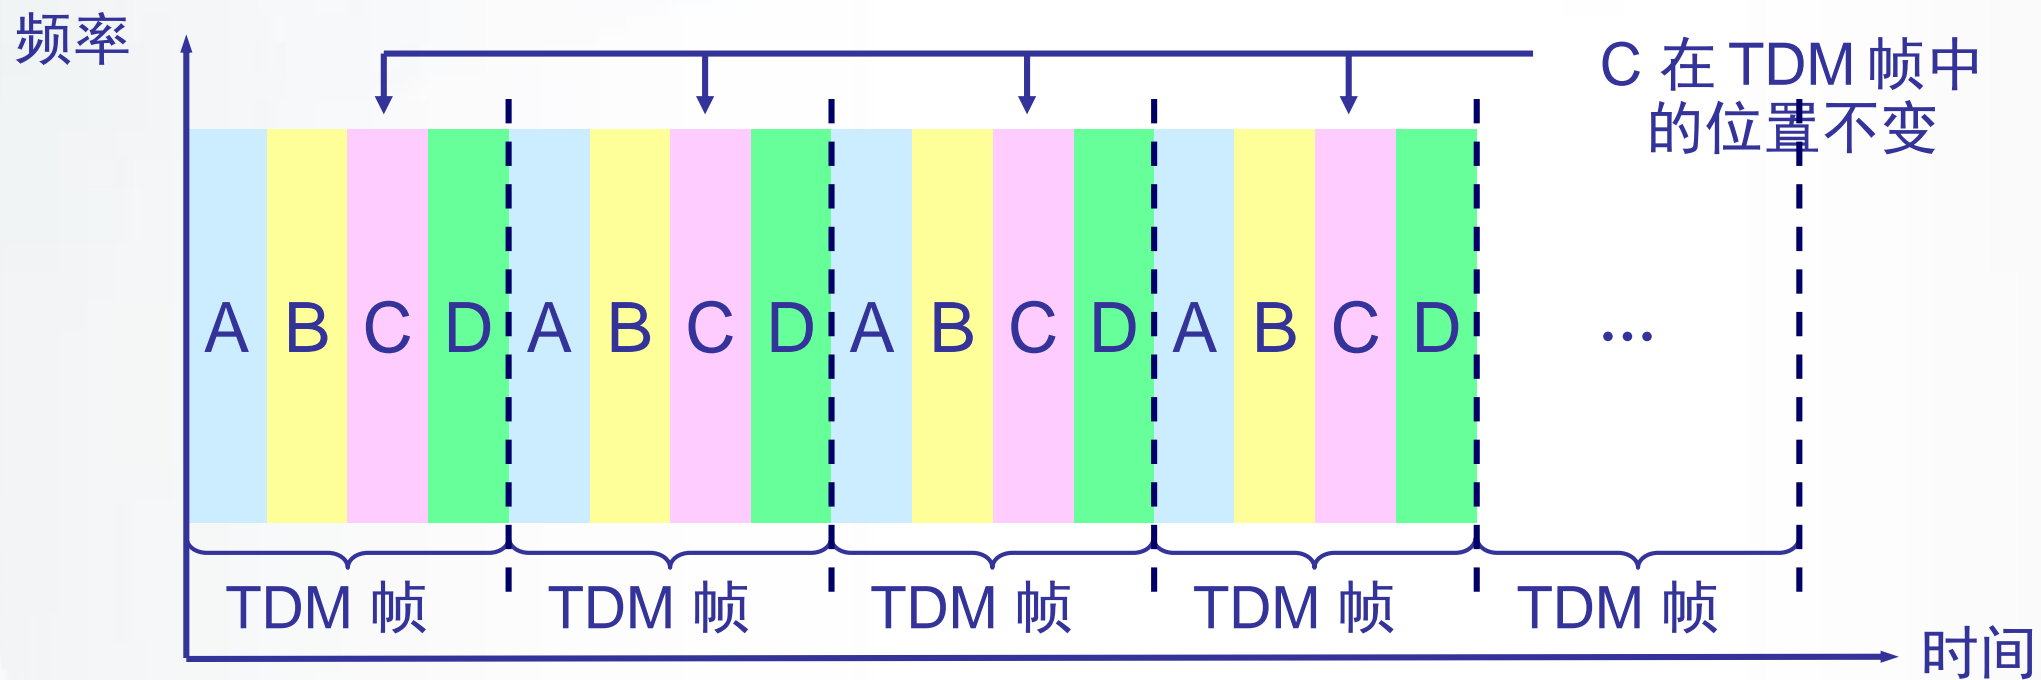 频率
C 在 TDM 帧中
的位置不变
A B C D A B C D A B C D A B C D ...
TDM 帧 TDM 帧 TDM 帧 TDM 帧 TDM 帧
时间